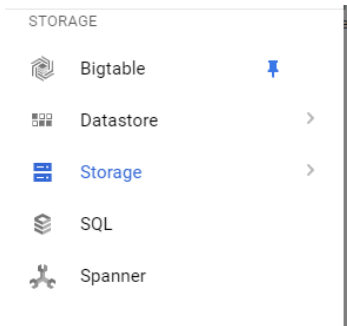 STORAGE
Bigtable
Datastore
Storage
SQL
Spanner